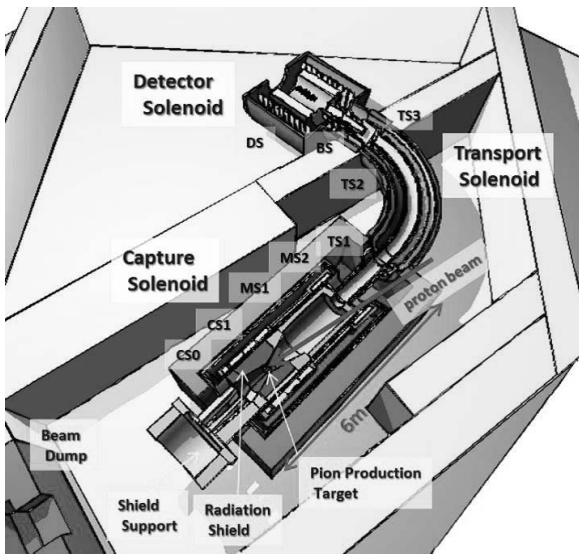 Detector
Solenoid
TS3
DS
BS
Transport
Solenoid
TS2
TS1
MS2
Capture
Solenoid
MS1
proton beam
CS1
CS0
6m
Beam
Dump
Pion Production
Target
Shield
Support
Radiation
Shield